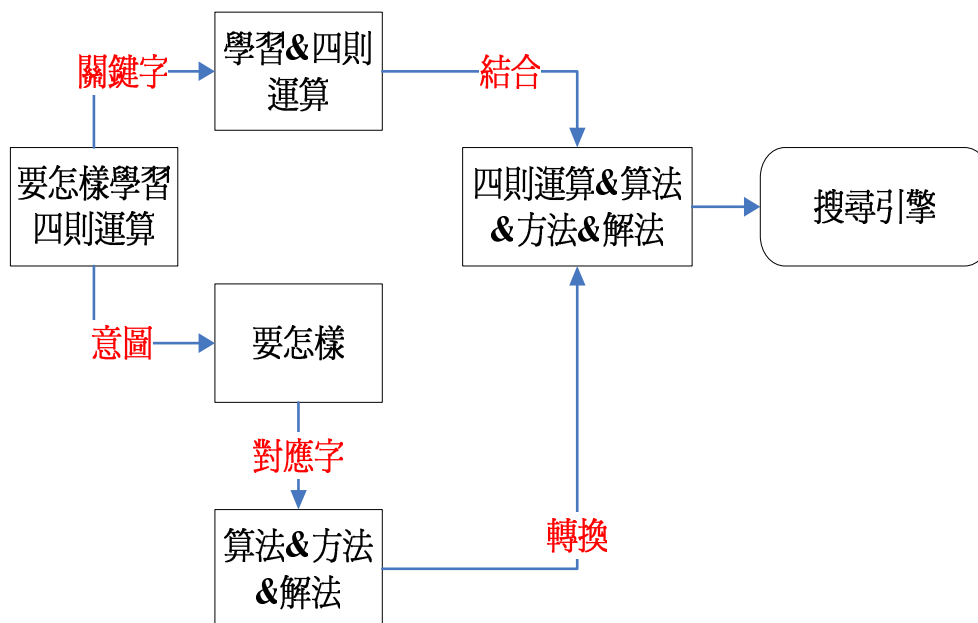 關鍵字
學習&四則
運算
結合
要怎樣學習
四則運算
四則運算&算法
&方法&解法
搜尋引擎
意圖
要怎樣
對應字
算法&方法
&解法
轉換